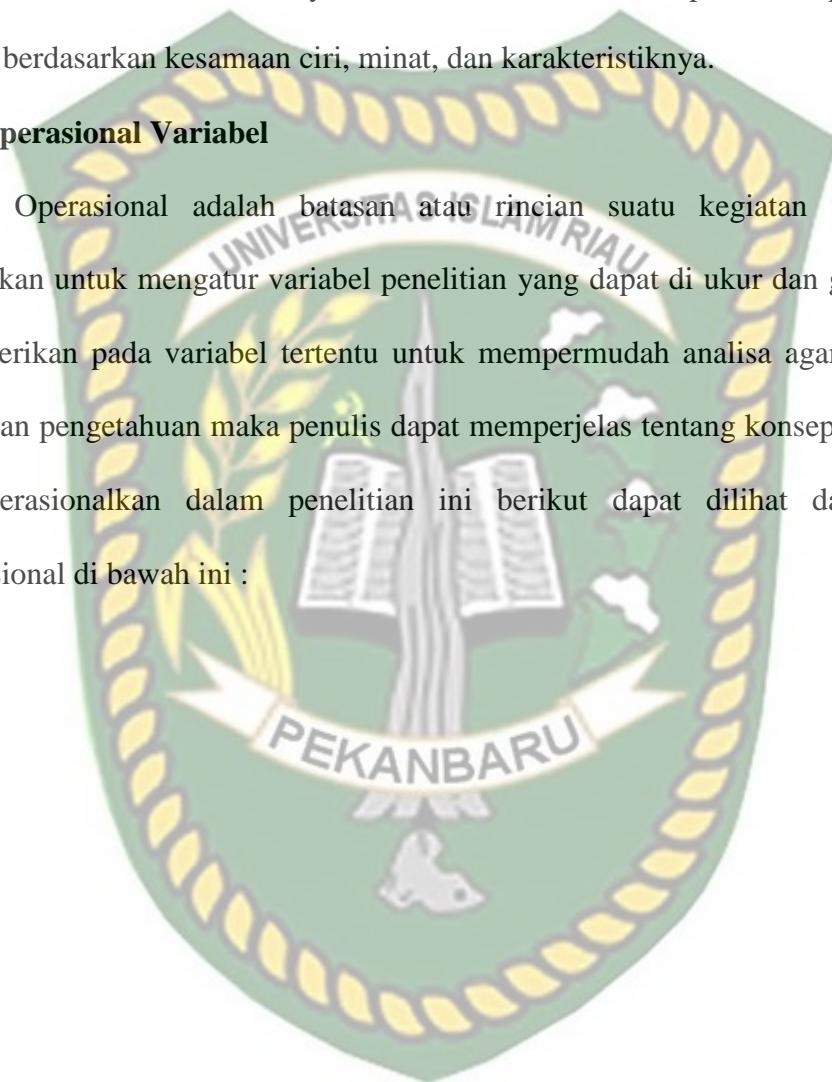 berdasarkan kesamaan ciri, minat, dan karakteristiknya.
perasional Variabel
Operasional adalah batasan atau rincian suatu kegiatan
UNIVERSITAS ISLAM RIAU
kan untuk mengatur variabel penelitian yang dapat di ukur dan g
erikan pada variabel tertentu untuk mempermudah analisa agar
an pengetahuan maka penulis dapat memperjelas tentang konsep
erasionalkan dalam penelitian ini berikut dapat dilihat da
sional di bawah ini :
PEKANBARU